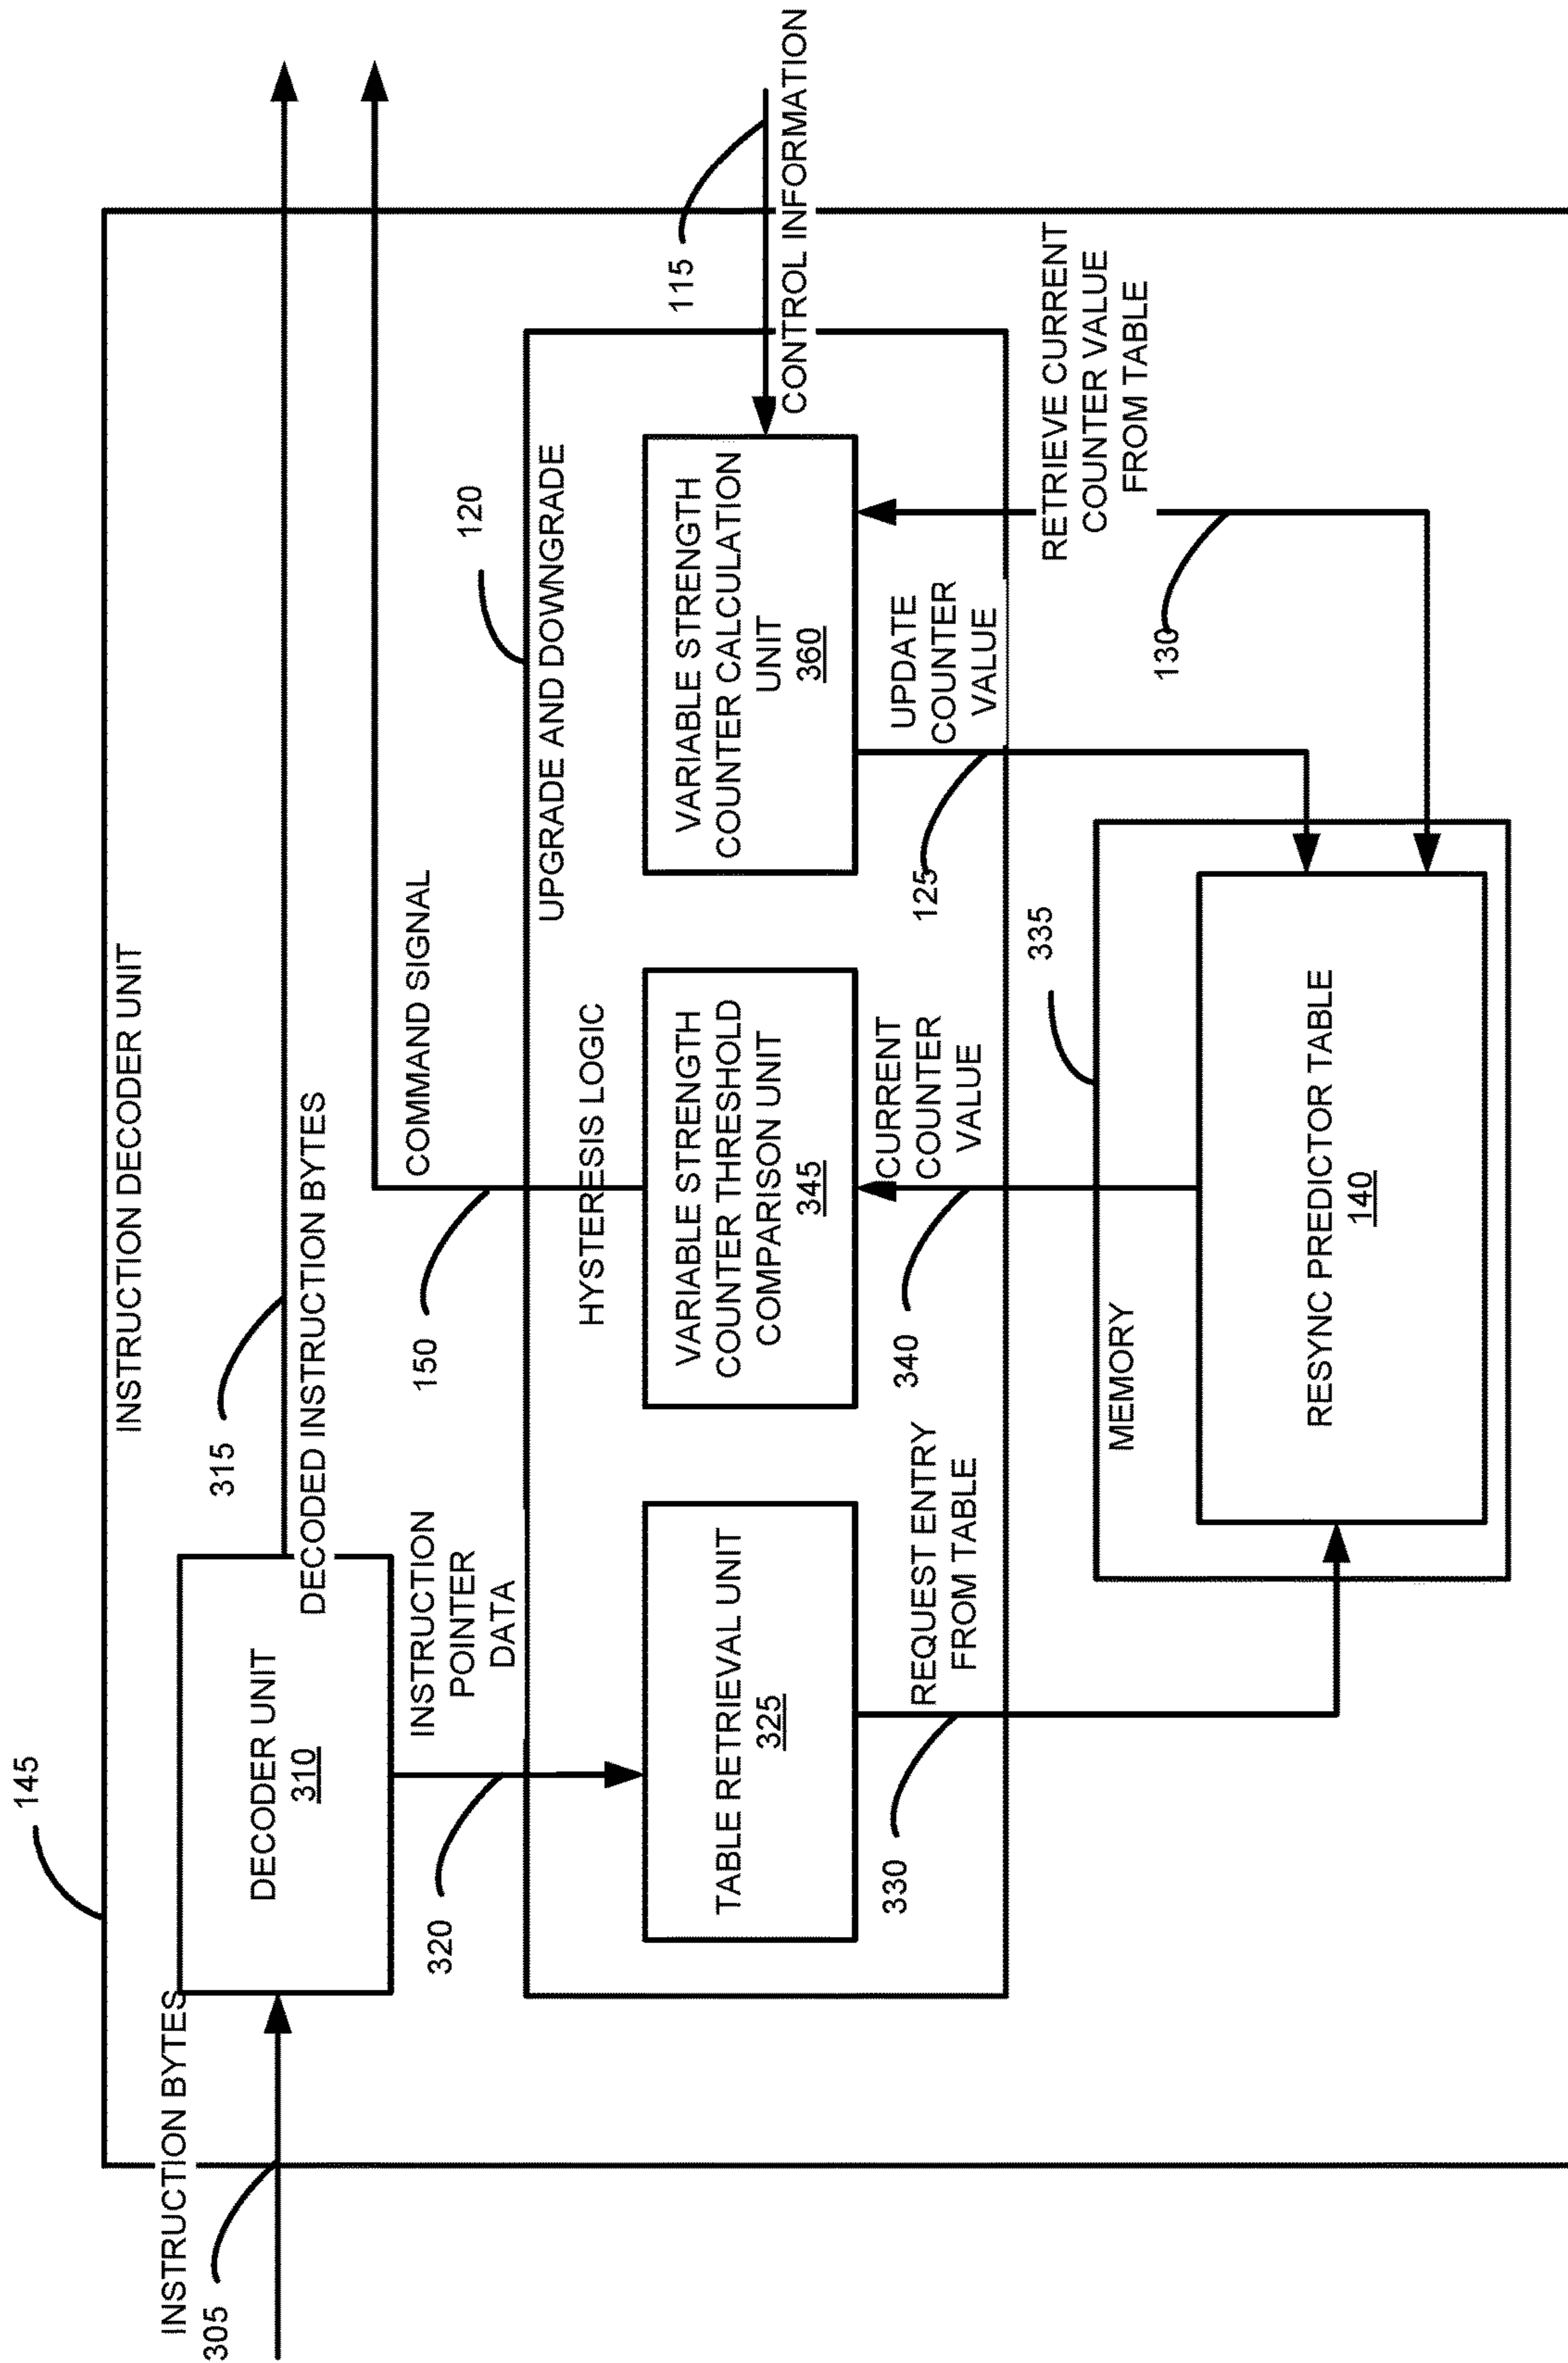 145
INSTRUCTION DECODER UNIT
INSTRUCTION BYTES
305
DECODER UNIT
310
315
DECODED INSTRUCTION BYTES
COMMAND SIGNAL
150
INSTRUCTION
POINTER
DATA
320
120
UPGRADE AND DOWNGRADE
HYSTERESIS LOGIC
TABLE RETRIEVAL UNIT
325
VARIABLE STRENGTH
COUNTER THRESHOLD
COMPARISON UNIT
345
VARIABLE STRENGTH
COUNTER CALCULATION
UNIT
360
115
CONTROL INFORMATION
REQUEST ENTRY
FROM TABLE
330
CURRENT
COUNTER
VALUE
340
UPDATE
COUNTER
VALUE
125
RETRIEVE CURRENT
COUNTER VALUE
FROM TABLE
130
335
MEMORY
RESYNC PREDICTOR TABLE
140